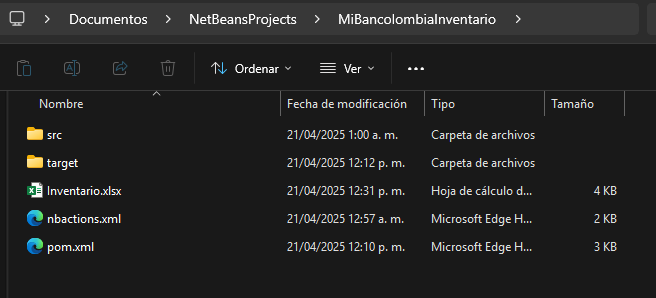 Documentos > NetBeansProjects > MiBancolombiaInventario >
Ordenar Ver ...
Nombre Fecha de modificación Tipo Tamaño
src 21/04/2025 1:00 a. m. Carpeta de archivos
target 21/04/2025 12:12 p. m. Carpeta de archivos
Inventario.xlsx 21/04/2025 12:31 p. m. Hoja de cálculo d... 4 KB
nbactions.xml 21/04/2025 12:57 a. m. Microsoft Edge H... 2 KB
pom.xml 21/04/2025 12:10 p. m. Microsoft Edge H... 3 KB